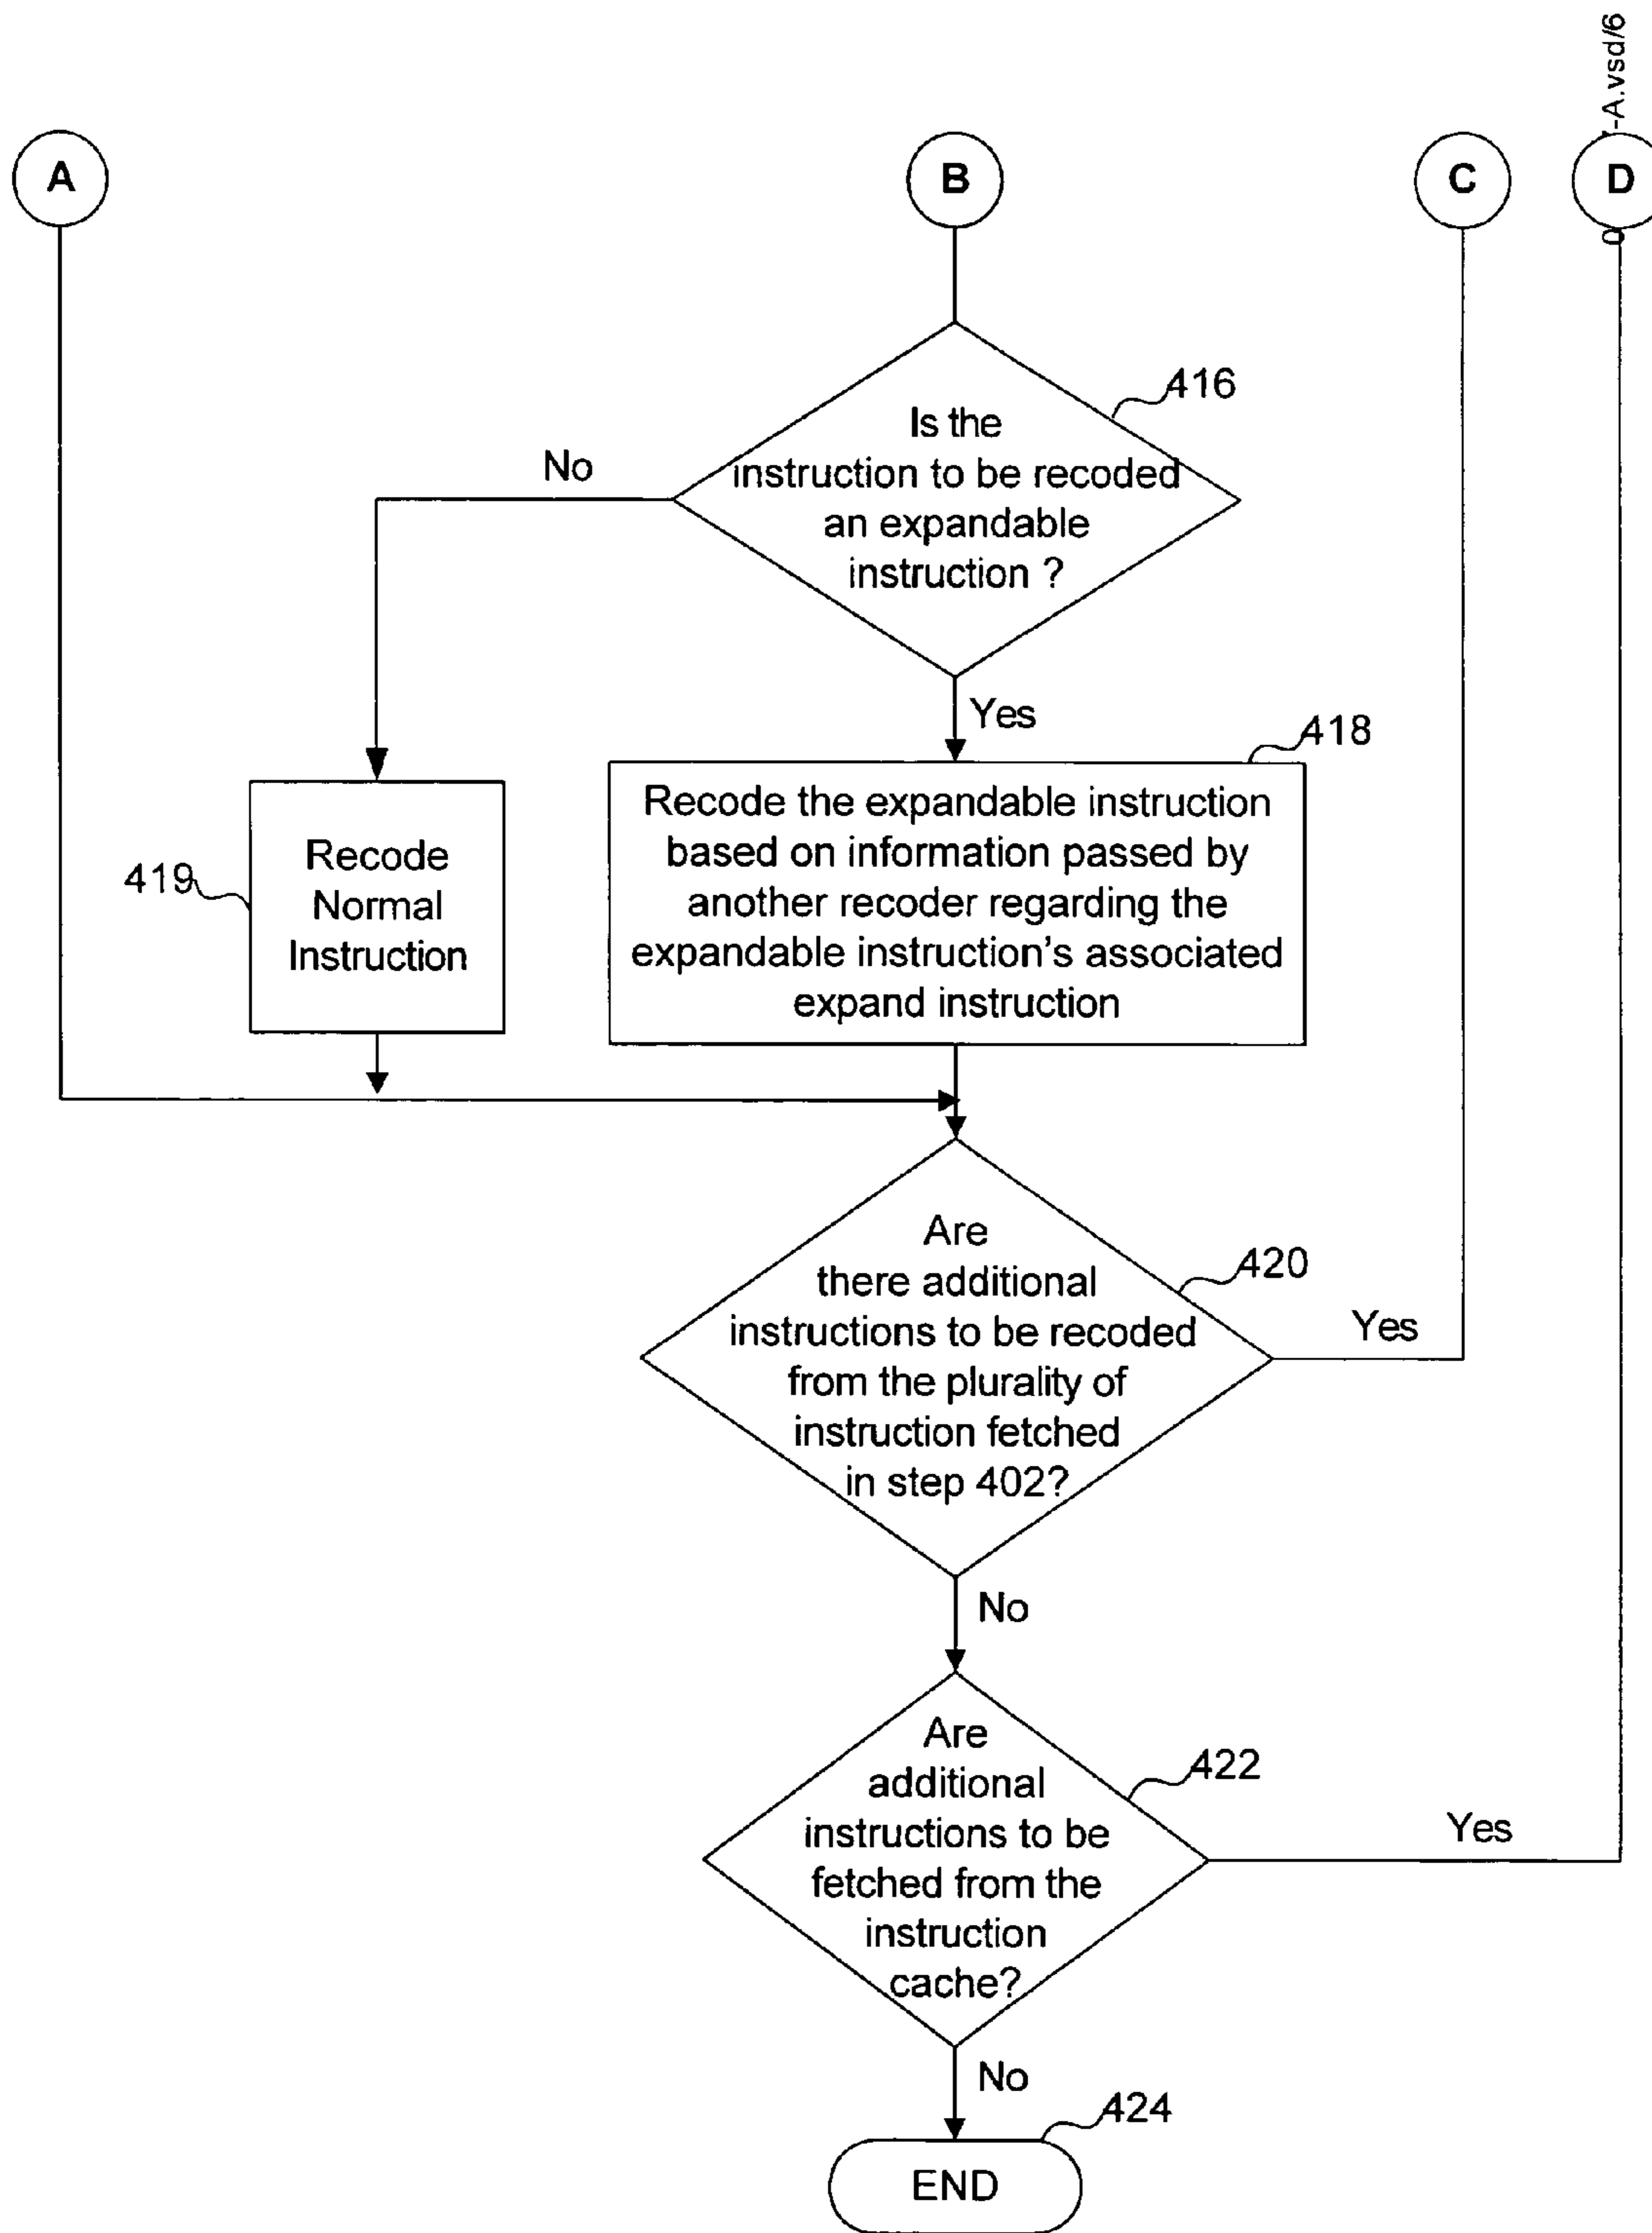 -A.vsd/6
A
B
C
D
416
Is the
instruction to be recoded
an expandable
instruction ?
No
Yes
418
419
Recode
Normal
Instruction
Recode the expandable instruction
based on information passed by
another recoder regarding the
expandable instruction's associated
expand instruction
Are
there additional
instructions to be recoded
from the plurality of
instruction fetched
in step 402?
420
Yes
No
Are
additional
instructions to be
fetched from the
instruction
cache?
422
Yes
No
424
END